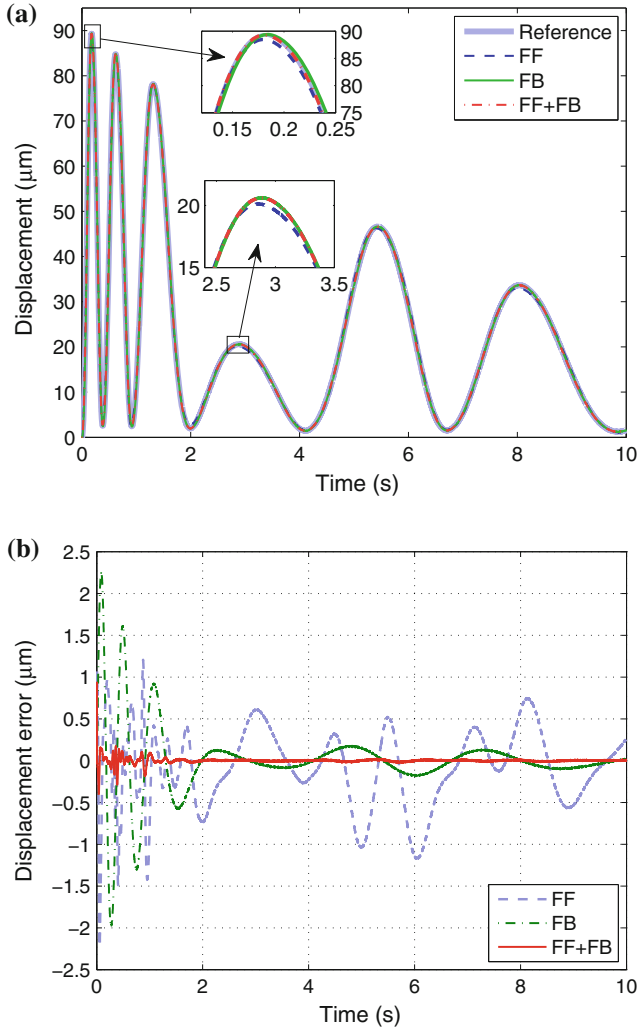 (a)
90
80
70
60
50
40
30
20
10
0
Displacement (μm)
0 2 4 6 8 10
Time (s)
90
85
80
75
0.15 0.2 0.25
20
15
2.5 3 3.5
Reference
FF
FB
FF+FB
(b)
2.5
2
1.5
1
0.5
0
−0.5
−1
−1.5
−2
−2.5
Displacement error (μm)
0 2 4 6 8 10
Time (s)
FF
FB
FF+FB